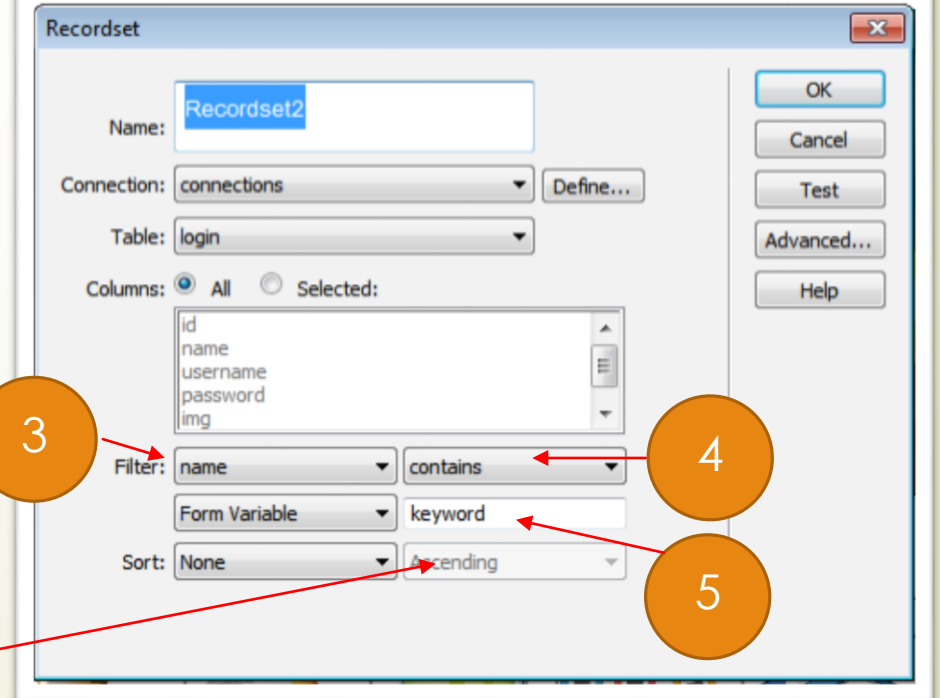 Recordset
Name: Recordset2
OK
Cancel
Connection: connections Define...
Test
Table: login
Advanced...
Columns: All Selected:
Help
id
name
username
password
img
3
4
Filter: name contains
Form Variable keyword
Sort: None Ascending
5